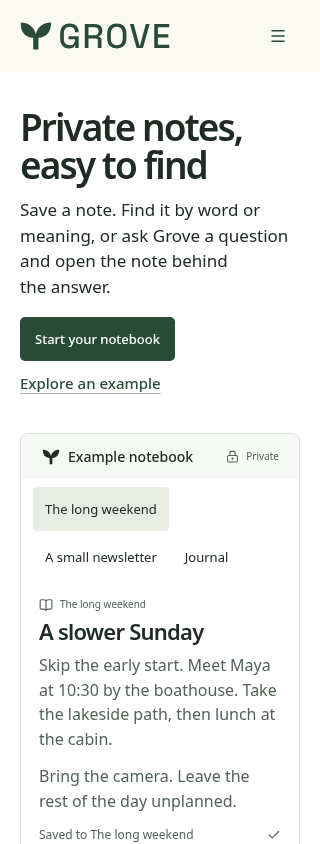 GROVE
Private notes,
easy to find
Save a note. Find it by word or
meaning, or ask Grove a question
and open the note behind
the answer.
Start your notebook
Explore an example
Example notebook
Private
The long weekend
A small newsletter
Journal
The long weekend
A slower Sunday
Skip the early start. Meet Maya
at 10:30 by the boathouse. Take
the lakeside path, then lunch at
the cabin.
Bring the camera. Leave the
rest of the day unplanned.
Saved to The long weekend